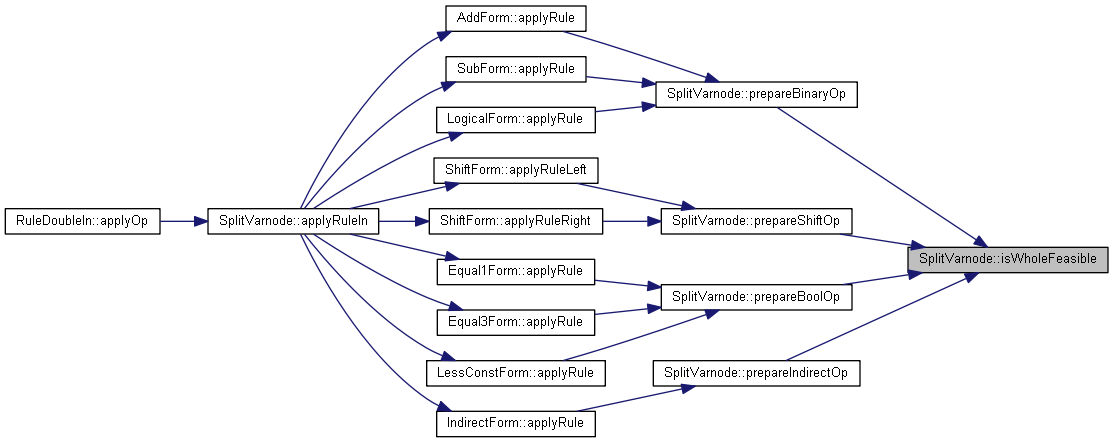 AddForm::applyRule
SubForm::applyRule
SplitVarnode::prepareBinaryOp
LogicalForm::applyRule
ShiftForm::applyRuleLeft
RuleDoubleIn::applyOp
SplitVarnode::applyRuleIn
ShiftForm::applyRuleRight
SplitVarnode::prepareShiftOp
SplitVarnode::isWholeFeasible
Equal1Form::applyRule
SplitVarnode::prepareBoolOp
Equal3Form::applyRule
LessConstForm::applyRule
SplitVarnode::prepareIndirectOp
IndirectForm::applyRule